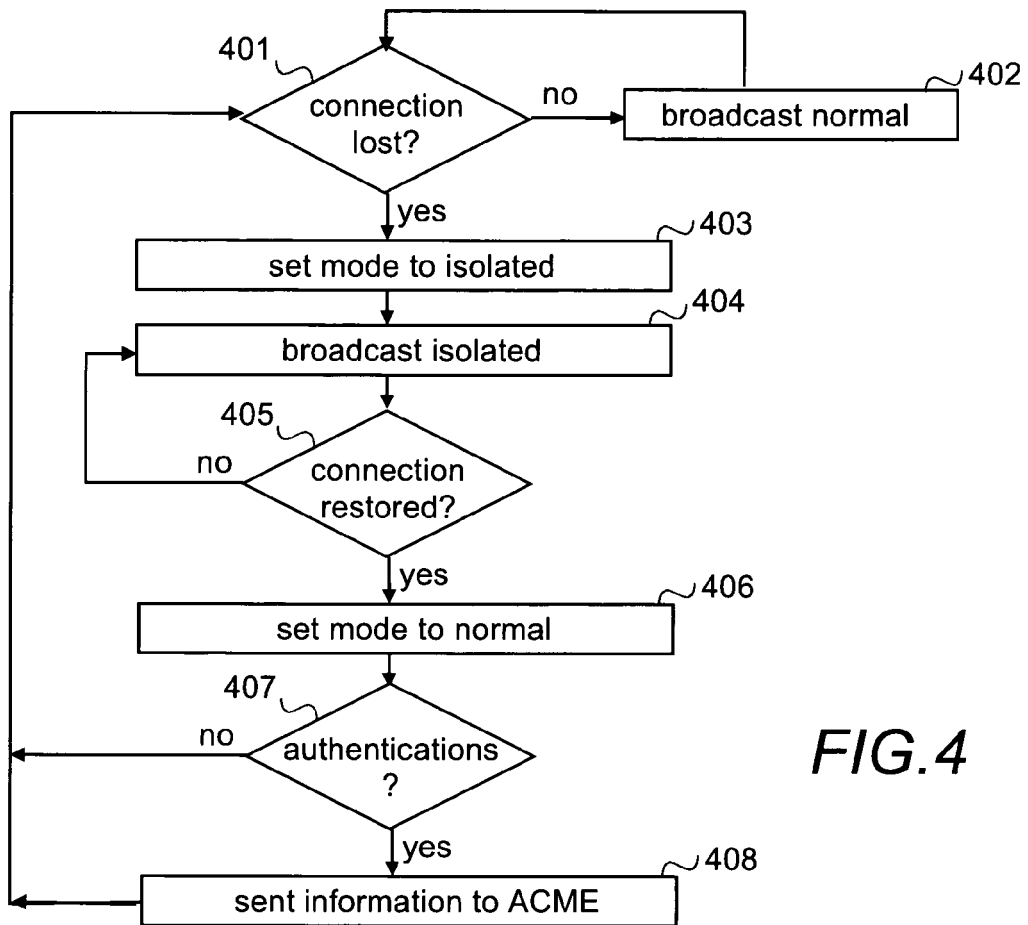 401
connection
lost?
no
402
broadcast normal
yes
403
set mode to isolated
404
broadcast isolated
405
no
connection
restored?
yes
406
set mode to normal
407
no
authentications
?
FIG.4
yes
408
sent information to ACME